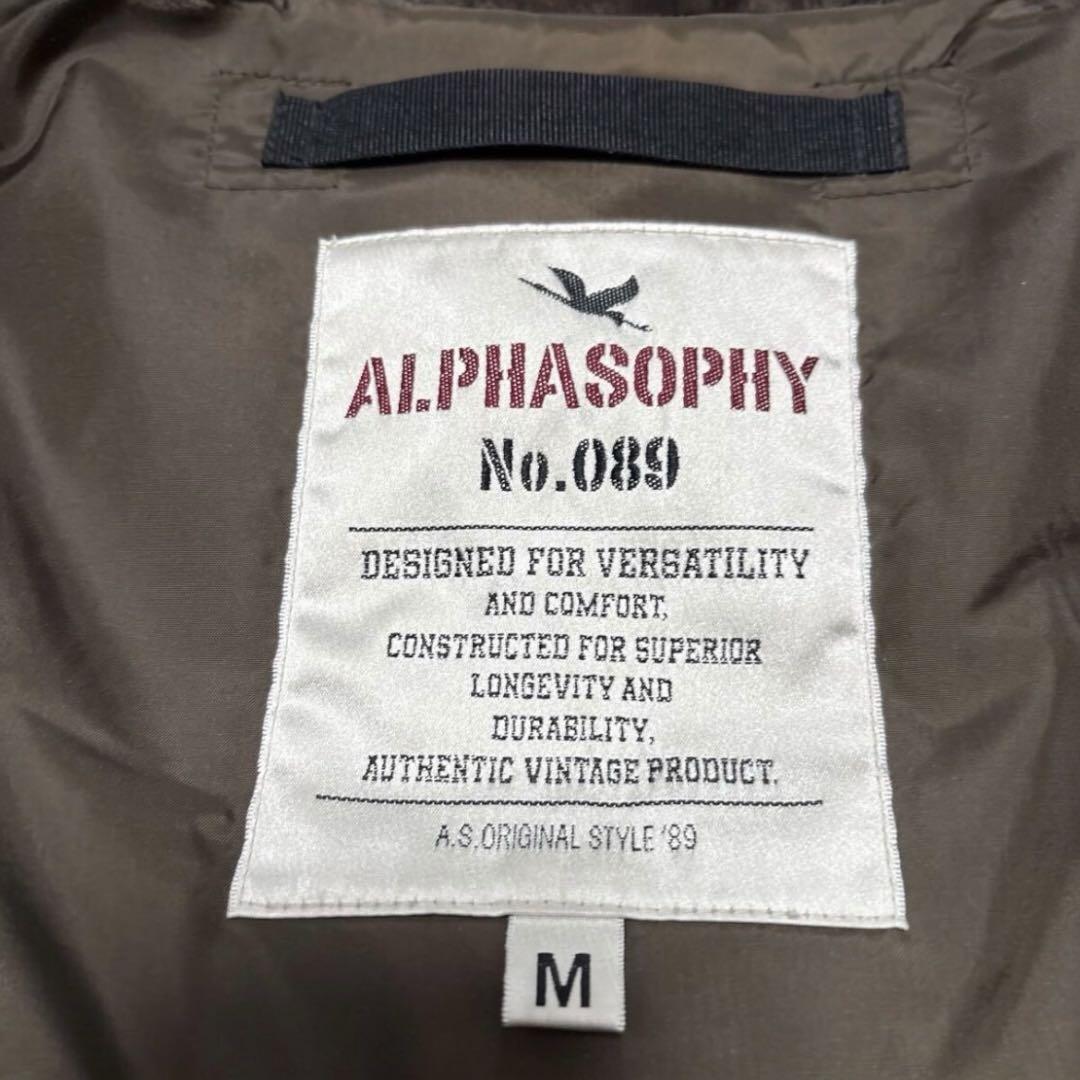 ALPHASOPHY
No.089
DESIGNED FOR VERSATILITY
AND COMFORT,
CONSTRUCTED FOR SUPERIOR
LONGEVITY AND
DURABILITY,
AUTHENTIC VINTAGE PRODUCT.
A.S.ORIGINAL STYLE '89
M